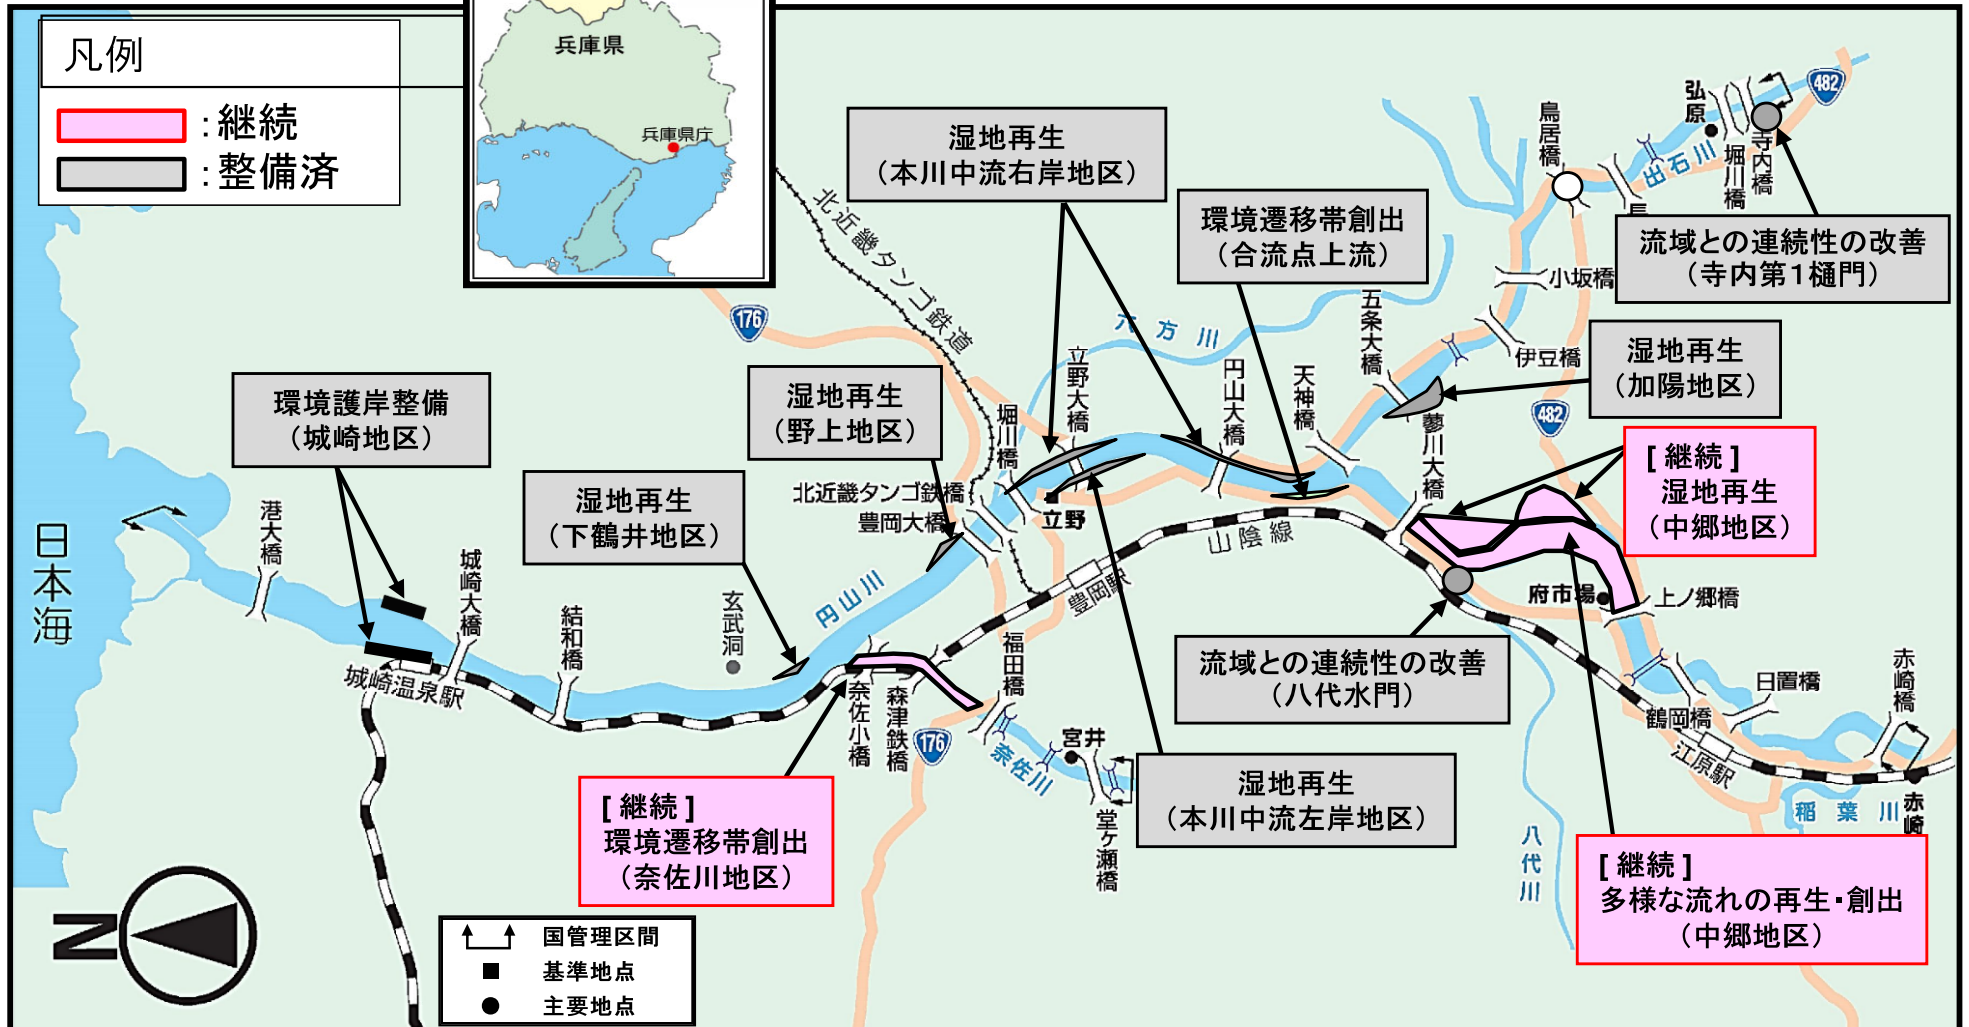 凡例
：継続
：整備済
兵庫県
兵庫県庁
北近畿タンゴ鉄道
湿地再生
（本川中流右岸地区）
環境遷移帯創出
（合流点上流）
流域との連続性の改善
（寺内第１樋門）
湿地再生
（加陽地区）
[ 継続 ]
湿地再生
（中郷地区）
湿地再生
（野上地区）
環境護岸整備
（城崎地区）
湿地再生
（下鶴井地区）
流域との連続性の改善
（八代水門）
湿地再生
（本川中流左岸地区）
[ 継続 ]
環境遷移帯創出
（奈佐川地区）
[ 継続 ]
多様な流れの再生・創出
（中郷地区）
日本海
港大橋
城崎大橋
城崎温泉駅
結和橋
玄武洞
円山川
奈佐小橋
森津鉄橋
福田橋
奈佐川
宮井
堂ヶ瀬橋
176
176
北近畿タンゴ鉄橋
豊岡大橋
堀川橋
立野大橋
立野
豊岡駅
山陰線
六方川
円山大橋
天神橋
五条大橋
蓼川大橋
伊豆橋
小坂橋
鳥居橋
長
出石川
弘原
堀川橋
寺内橋
482
482
府市場
上ノ郷橋
八代川
鶴岡橋
江原駅
日置橋
赤崎橋
赤崎
稲葉川
N
国管理区間
基準地点
主要地点